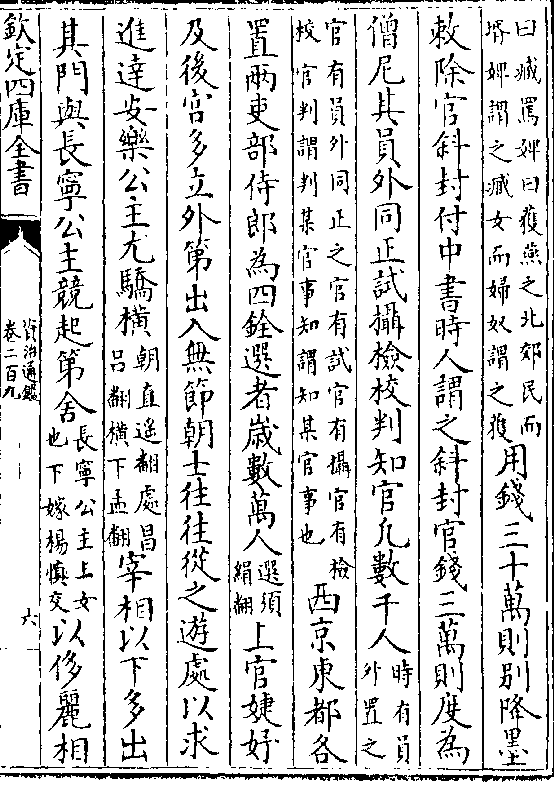 曰臧罵婢曰獲燕之北郊民而
壻婢謂之臧女而婦奴謂之獲
用錢三十萬則别降墨
敕除官斜封付中書時人謂之斜封官錢三萬則度為
僧尼其員外同正試攝檢校判知官凡數千人
時有員
外置之
官有員外同正之官有試官有攝官有檢
校官判謂判某官事知謂知某官事也
西京東都各
置兩吏部侍郎為四銓選者歲數萬人
選須
絹翻
上官婕妤
及後宫多立外第出入無節朝士往往從之遊處以求
進達安樂公主尤驕橫
朝直遥翻處昌
吕翻橫下孟翻
宰相以下多出
其門與長寧公主競起第舍
長寧公主上女
也下嫁楊慎交
以侈麗相
欽定四庫全書
資治通鑑
卷二百九
六